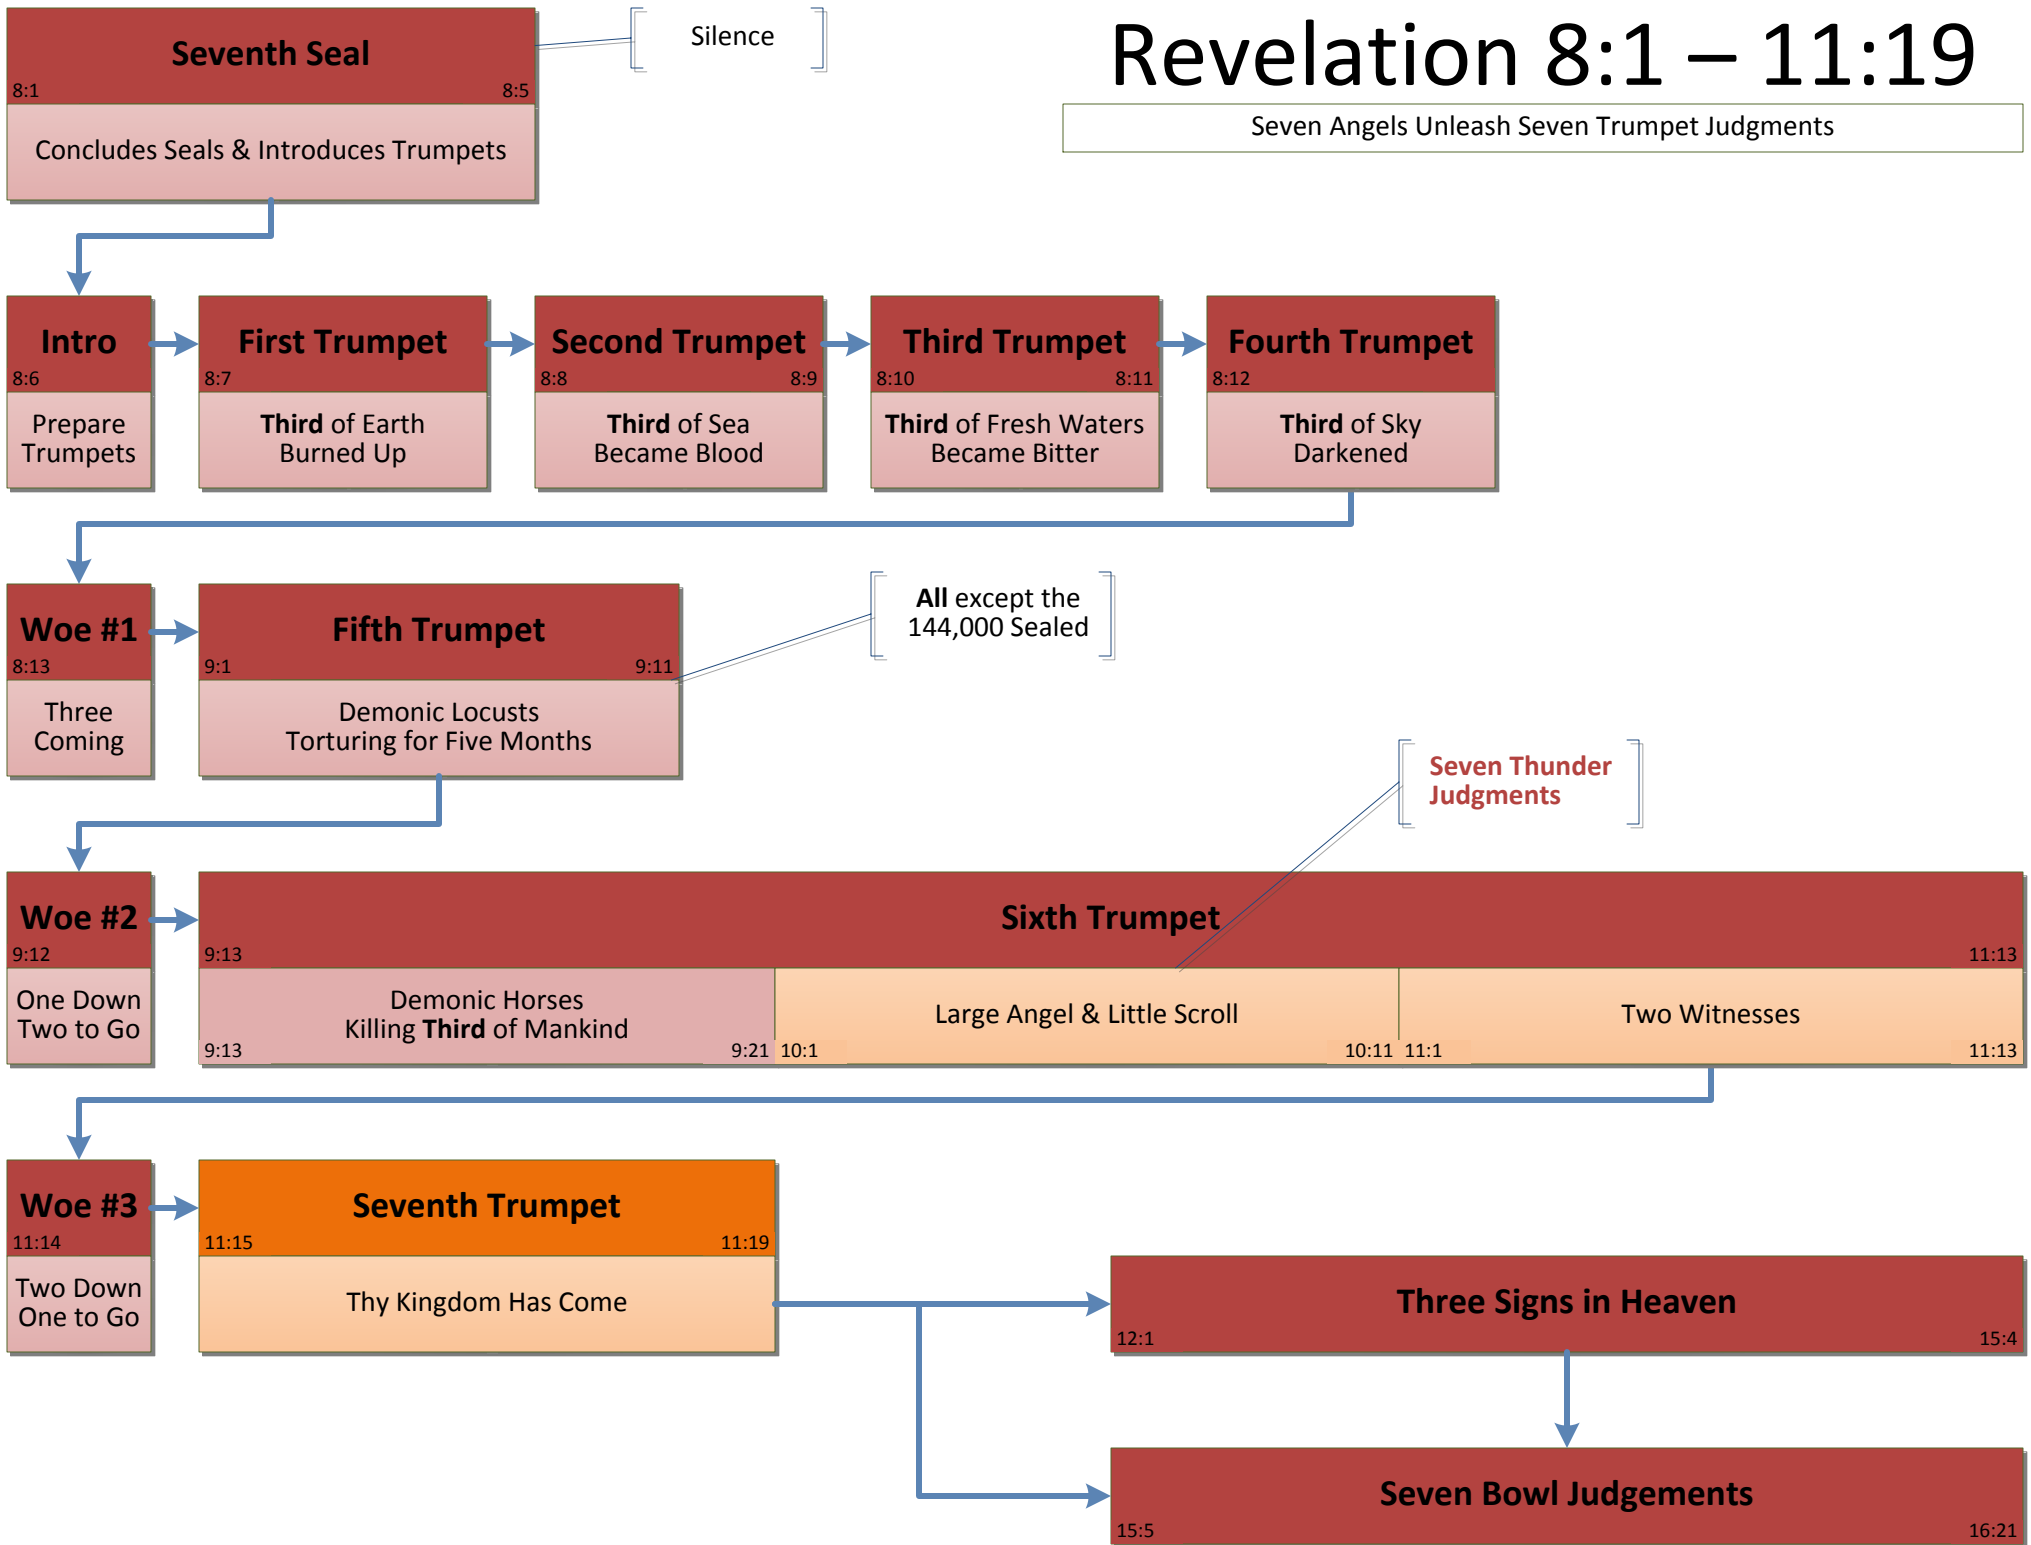 Revelation 8:1 – 11:19
Seven Angels Unleash Seven Trumpet Judgments
Seventh Seal
8:1 8:5
Concludes Seals & Introduces Trumpets
Silence
Intro
8:6
Prepare
Trumpets
First Trumpet
8:7
Third of Earth
Burned Up
Second Trumpet
8:8 8:9
Third of Sea
Became Blood
Third Trumpet
8:10 8:11
Third of Fresh Waters
Became Bitter
Fourth Trumpet
8:12
Third of Sky
Darkened
Woe #1
8:13
Three
Coming
Fifth Trumpet
9:1 9:11
Demonic Locusts
Torturing for Five Months
All except the
144,000 Sealed
Seven Thunder
Judgments
Woe #2
9:12
One Down
Two to Go
Sixth Trumpet
9:13 11:13
Demonic Horses
Killing Third of Mankind
9:13 9:21
Large Angel & Little Scroll
10:1 10:11
Two Witnesses
11:1 11:13
Woe #3
11:14
Two Down
One to Go
Seventh Trumpet
11:15 11:19
Thy Kingdom Has Come
Three Signs in Heaven
12:1 15:4
Seven Bowl Judgements
15:5 16:21